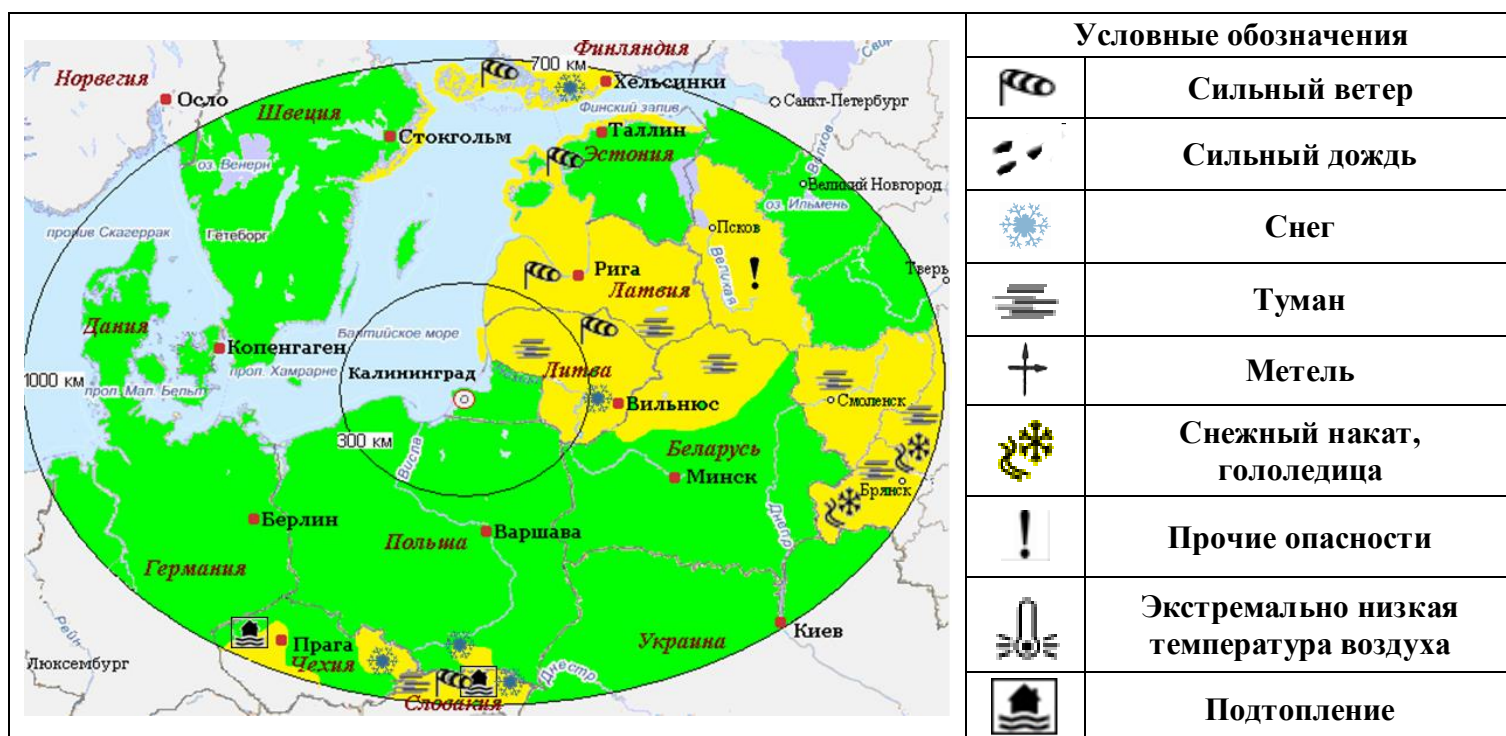 Норвегия
Осло
Швеция
Финляндия
700 км
Хельсинки
Финский залив
Санкт-Петербург
Стокгольм
Таллин
Эстония
Волхов
оз. Венерн
Великий Новгород
оз. Ильмень
пролив Скагеррак
Гётеборг
Псков
Великая
Рига
Латвия
Тверь
Дания
Копенгаген
Балтийское море
Калининград
Литва
1000 км
прол. Хамрарне
прол. Мал. Бельт
Вильнюс
Смоленск
300 км
Висла
Беларусь
Минск
Брянск
Днепр
Берлин
Польша
Варшава
Германия
Рейн
Прага
Чехия
Украина
Киев
Люксембург
Днестр
Словакия
Условные обозначения
Сильный ветер
Сильный дождь
Снег
Туман
Метель
Снежный накат,
гололедица
Прочие опасности
Экстремально низкая
температура воздуха
Подтопление